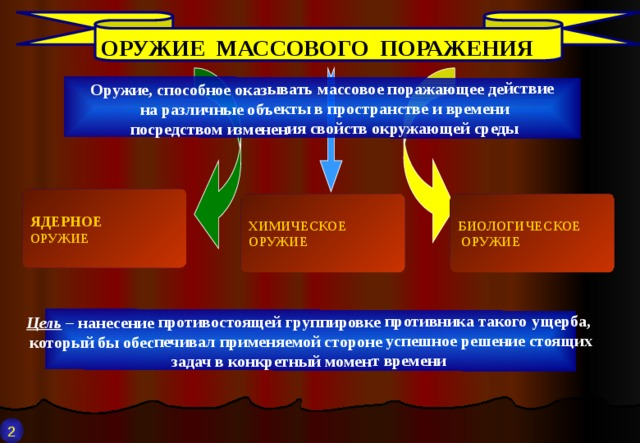 ОРУЖИЕ МАССОВОГО ПОРАЖЕНИЯ
Оружие, способное оказывать массовое поражающее действие
на различные объекты в пространстве и времени
посредством изменения свойств окружающей среды
ЯДЕРНОЕ
ОРУЖИЕ
ХИМИЧЕСКОЕ
ОРУЖИЕ
БИОЛОГИЧЕСКОЕ
ОРУЖИЕ
Цель – нанесение противостоящей группировке противника такого ущерба,
который бы обеспечивал применяемой стороне успешное решение стоящих
задач в конкретный момент времени
2